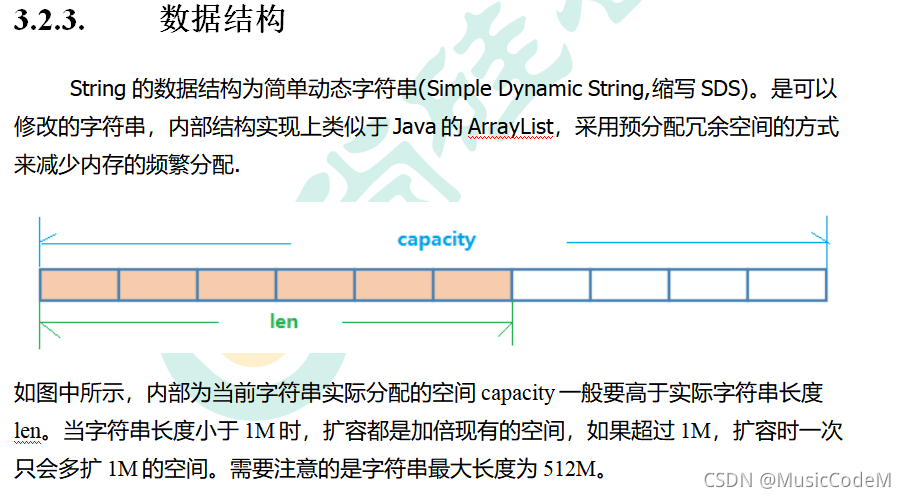 3.2.3. 数据结构
String 的数据结构为简单动态字符串(Simple Dynamic String,缩写 SDS)。是可以
修改的字符串，内部结构实现上类似于 Java 的 ArrayList，采用预分配冗余空间的方式
来减少内存的频繁分配.
capacity
len
如图中所示，内部为当前字符串实际分配的空间 capacity 一般要高于实际字符串长度
len。当字符串长度小于 1M 时，扩容都是加倍现有的空间，如果超过 1M，扩容时一次
只会多扩 1M 的空间。需要注意的是字符串最大长度为 512M。
CSDN @MusicCodeM